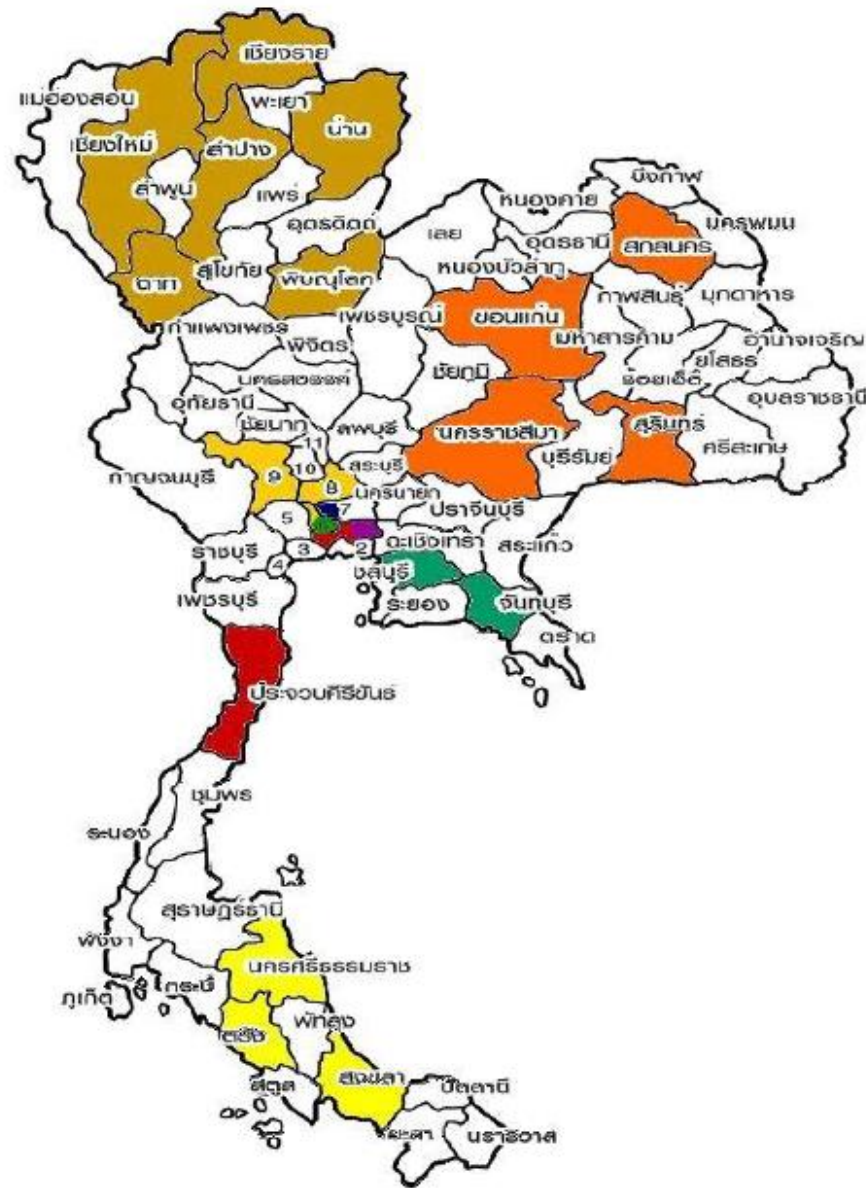 เชียงราย
แม่ฮ่องสอน
พะเยา
น่าน
เชียงใหม่
ลำปาง
ลำพูน
แพร่
อุตรดิตถ์
บึงกาฬ
หนองคาย
เลย
อุดรธานี
สกลนคร
นครพนม
ตาก
สุโขทัย
พิษณุโลก
หนองบัวลำภู
กาฬสินธุ์
มุกดาหาร
กำแพงเพชร
เพชรบูรณ์
ขอนแก่น
พิจิตร
มหาสารคาม
อำนาจเจริญ
ยโสธร
นครสวรรค์
ชัยภูมิ
ร้อยเอ็ด
อุบลราชธานี
อุทัยธานี
ชัยนาท
ลพบุรี
นครราชสีมา
สุรินทร์
11
บุรีรัมย์
ศรีสะเกษ
กาญจนบุรี
9
10
สระบุรี
8
นครนายก
5
7
ปราจีนบุรี
ราชบุรี
3
2
ฉะเชิงเทรา
สระแก้ว
4
ชลบุรี
เพชรบุรี
ระยอง
จันทบุรี
ตราด
ประจวบคีรีขันธ์
ชุมพร
ระนอง
สุราษฎร์ธานี
พังงา
นครศรีธรรมราช
ภูเก็ต
กระบี่
ตรัง
พัทลุง
สตูล
สงขลา
ปัตตานี
ยะลา
นราธิวาส